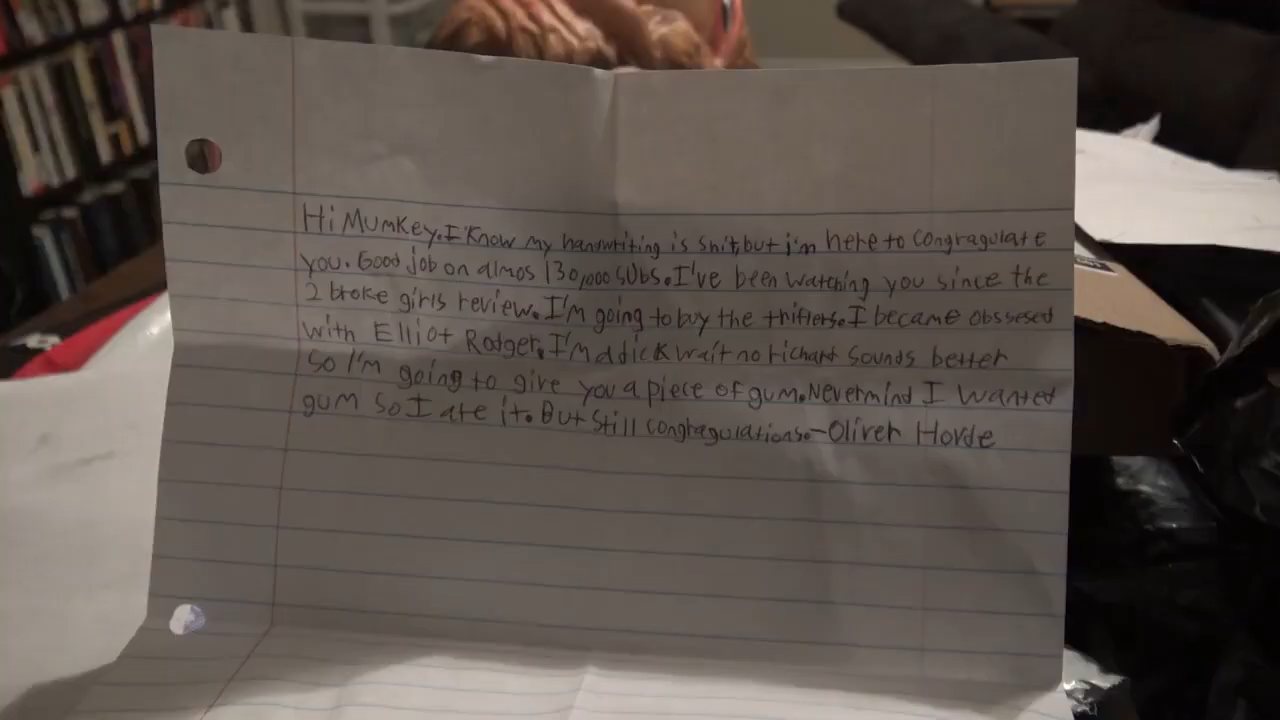 Hi Mumkey. I Know my handwriting is shit, but i'm here to congragulate
you. Good job on almos 130,000 subs. I've been watching you since the
2 broke girls review. I'm going to buy the thifters. I became obssesed
with Elliot Rodger. I'm a dick wait no richard sounds better
so I'm going to give you a piece of gum. Nevermind I wanted
gum so I ate it. But still congragulations. -Oliver Horde